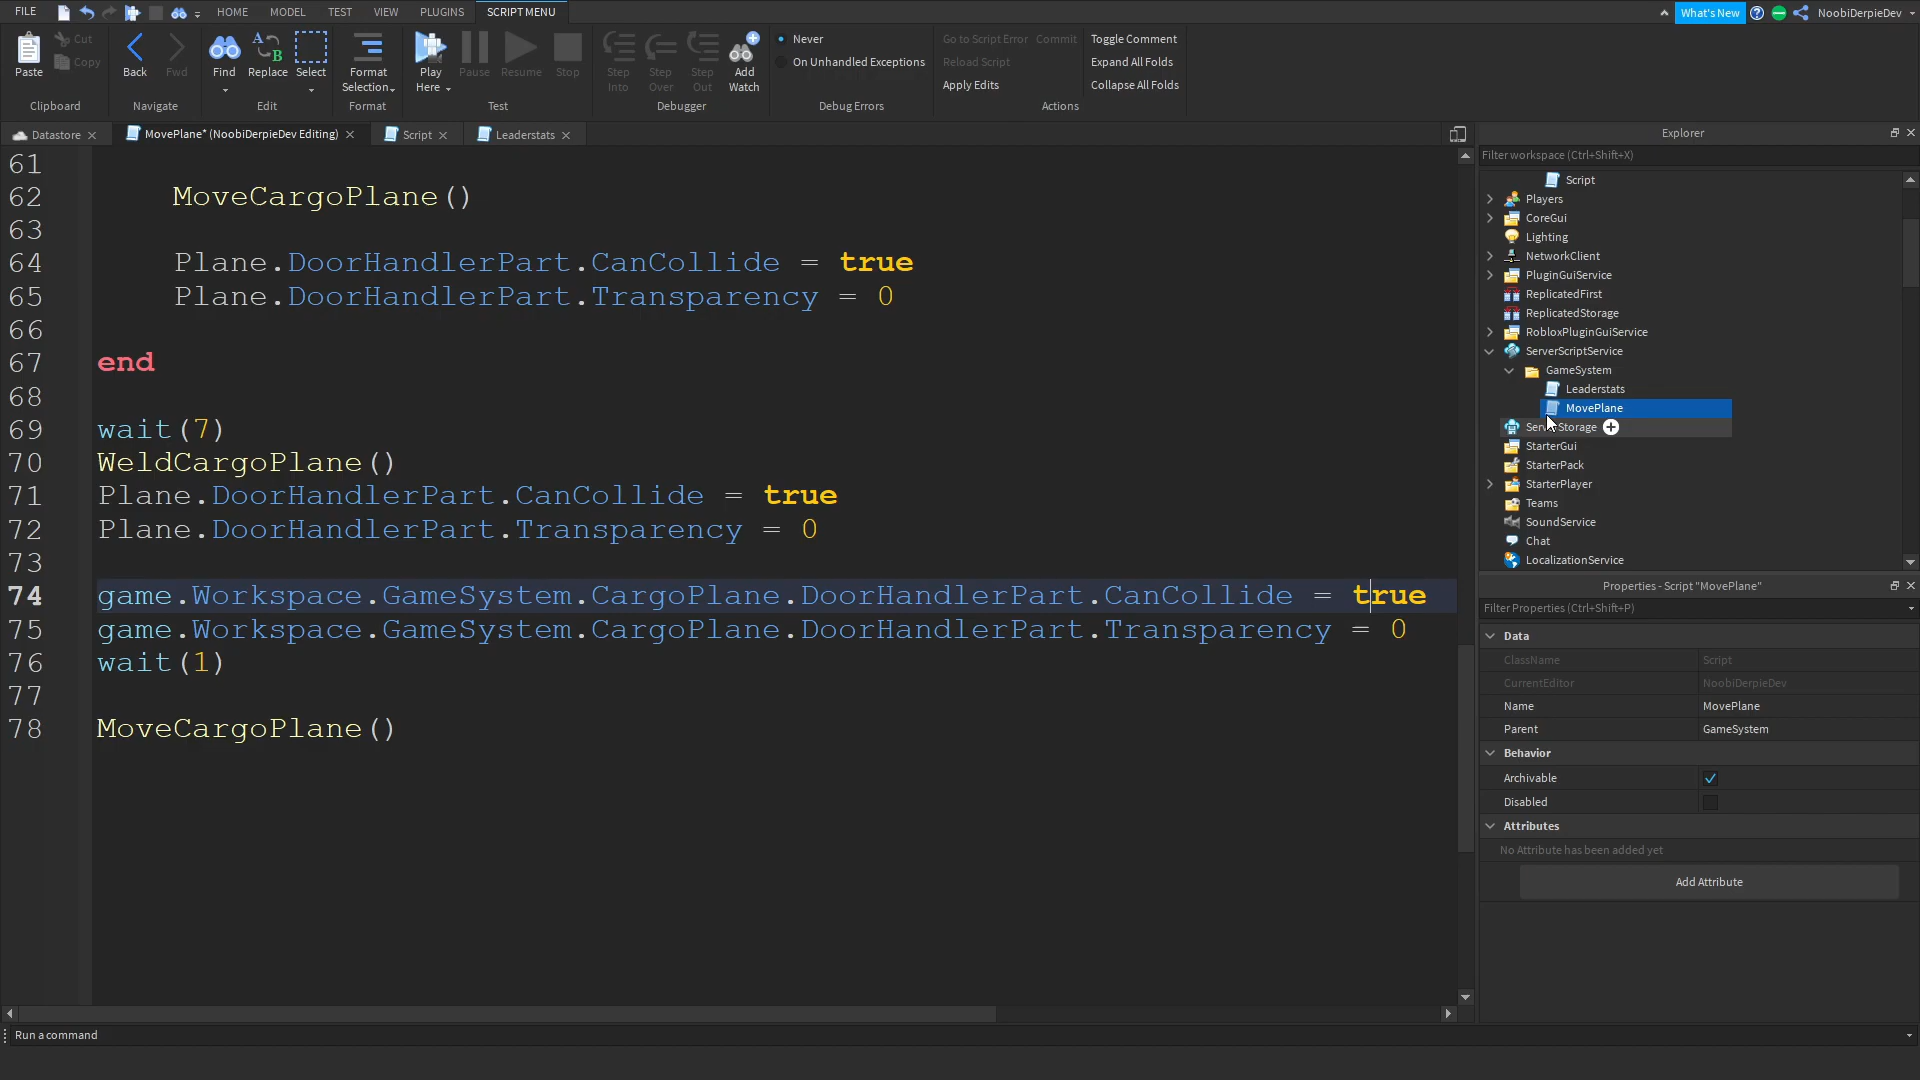 FILE HOME MODEL TEST VIEW PLUGINS SCRIPT MENU What's New NoobiDerpieDev
Paste Cut Copy Clipboard
Back Fwd Navigate
Find Replace Select Edit
Format Selection Format
Play Here Pause Resume Stop Test
Step Into Step Over Step Out Add Watch Debugger
Never
On Unhandled Exceptions
Debug Errors
Go to Script Error Commit Toggle Comment
Reload Script Expand All Folds
Apply Edits Collapse All Folds
Actions
Datastore MovePlane* (NoobiDerpieDev Editing) Script Leaderstats
61
62 MoveCargoPlane()
63
64 Plane.DoorHandlerPart.CanCollide = true
65 Plane.DoorHandlerPart.Transparency = 0
66
67 end
68
69 wait(7)
70 WeldCargoPlane()
71 Plane.DoorHandlerPart.CanCollide = true
72 Plane.DoorHandlerPart.Transparency = 0
73
74 game.Workspace.GameSystem.CargoPlane.DoorHandlerPart.CanCollide = true
75 game.Workspace.GameSystem.CargoPlane.DoorHandlerPart.Transparency = 0
76 wait(1)
77
78 MoveCargoPlane()
Run a command
Explorer
Filter workspace (Ctrl+Shift+X)
Script
Players
CoreGui
Lighting
NetworkClient
PluginGuiService
ReplicatedFirst
ReplicatedStorage
RobloxPluginGuiService
ServerScriptService
GameSystem
Leaderstats
MovePlane
ServerStorage
StarterGui
StarterPack
StarterPlayer
Teams
SoundService
Chat
LocalizationService
Properties - Script "MovePlane"
Filter Properties (Ctrl+Shift+P)
Data
ClassName Script
CurrentEditor NoobiDerpieDev
Name MovePlane
Parent GameSystem
Behavior
Archivable
Disabled
Attributes
No Attribute has been added yet
Add Attribute